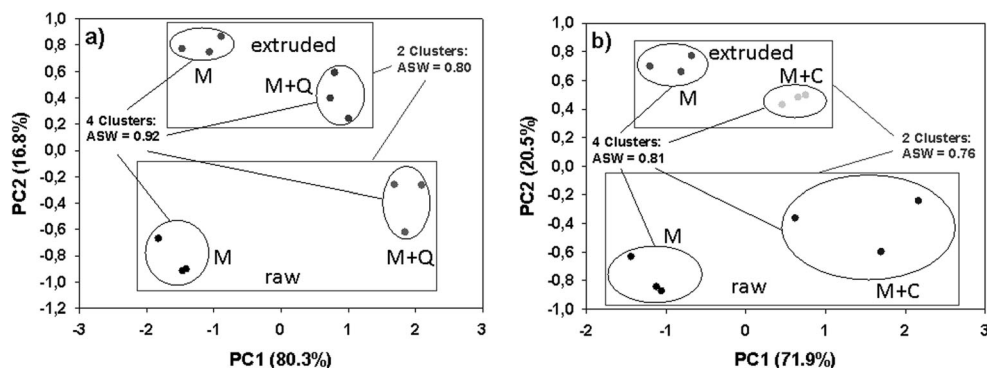 a)
1,0
0,8
0,6
0,4
0,2
0,0
-0,2
-0,4
-0,6
-0,8
-1,0
-1,2
PC2 (16.8%)
extruded
M
M+Q
2 Clusters:
ASW = 0.80
4 Clusters:
ASW = 0.92
M
M+Q
raw
-3
-2
-1
0
1
2
3
PC1 (80.3%)
b)
1,0
0,8
0,6
0,4
0,2
0,0
-0,2
-0,4
-0,6
-0,8
-1,0
PC2 (20.5%)
extruded
M
M+C
4 Clusters:
ASW = 0.81
2 Clusters:
ASW = 0.76
M
raw
M+C
-2
-1
0
1
2
3
PC1 (71.9%)